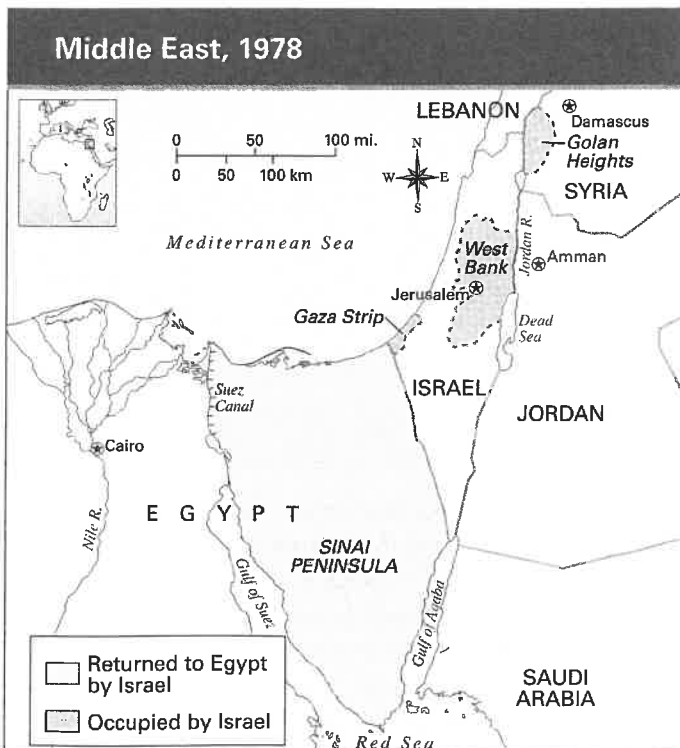 Middle East, 1978
LEBANON
Damascus
Golan
Heights
SYRIA
0 50 100 mi.
0 50 100 km
N
W E
S
Mediterranean Sea
West
Bank
Jordan R.
Amman
Jerusalem
Gaza Strip
Dead
Sea
Suez
Canal
ISRAEL
JORDAN
Cairo
Nile R.
EGYPT
SINAI
PENINSULA
Gulf of Suez
Gulf of Aqaba
SAUDI
ARABIA
Red Sea
Returned to Egypt
by Israel
Occupied by Israel